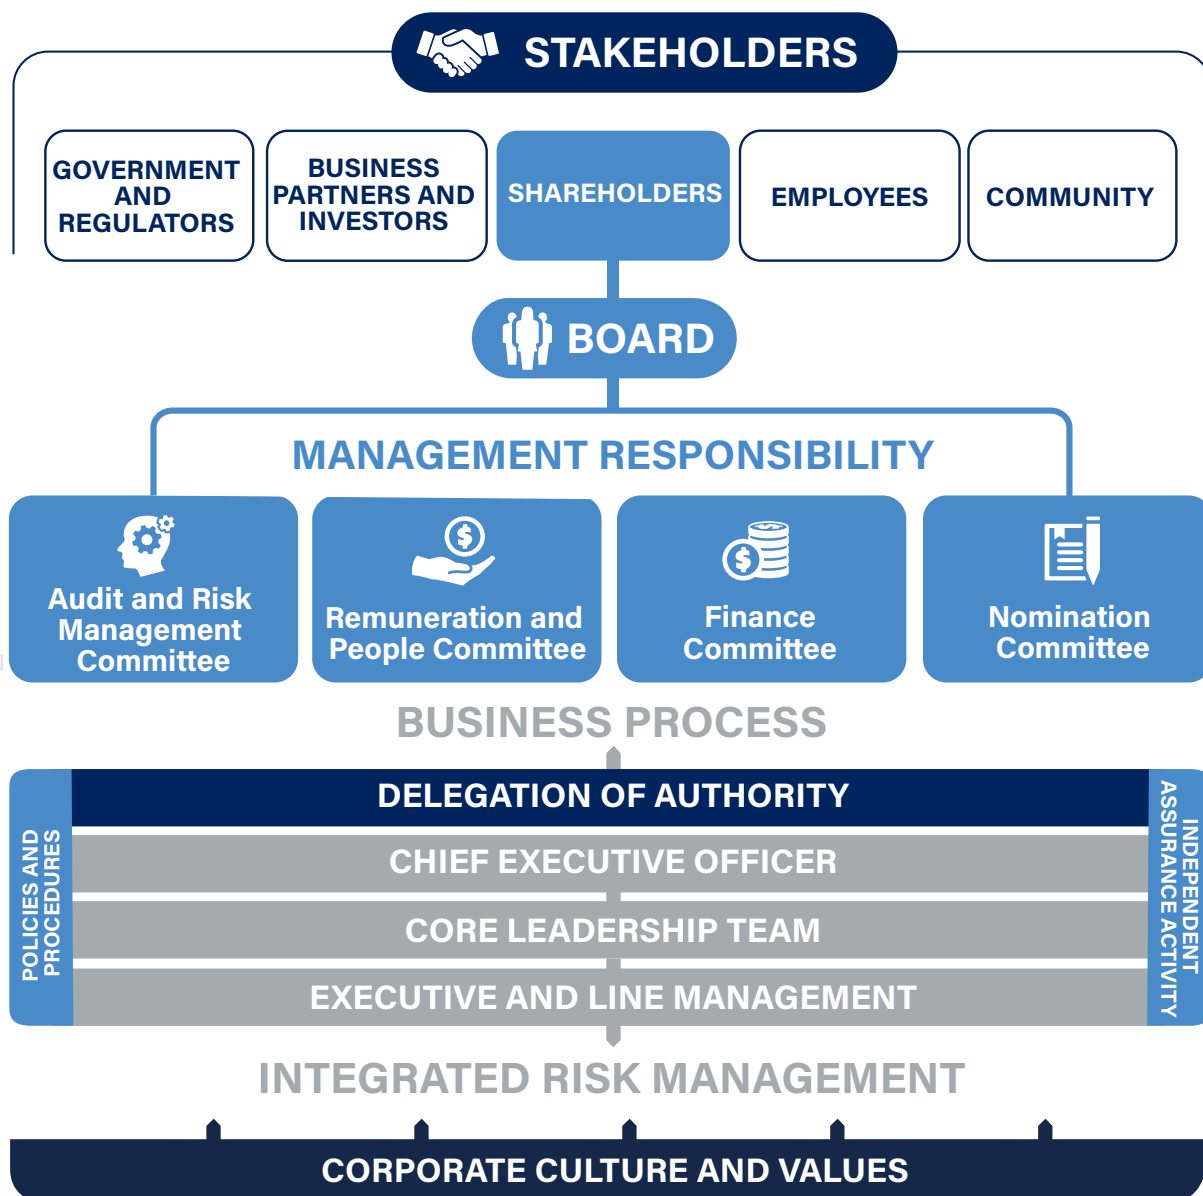 STAKEHOLDERS
GOVERNMENT
AND
REGULATORS
BUSINESS
PARTNERS AND
INVESTORS
SHAREHOLDERS
EMPLOYEES
COMMUNITY
BOARD
MANAGEMENT RESPONSIBILITY
Audit and Risk
Management
Committee
Remuneration and
People Committee
Finance
Committee
Nomination
Committee
BUSINESS PROCESS
POLICIES AND
PROCEDURES
DELEGATION OF AUTHORITY
CHIEF EXECUTIVE OFFICER
CORE LEADERSHIP TEAM
EXECUTIVE AND LINE MANAGEMENT
INDEPENDENT
ASSURANCE ACTIVITY
INTEGRATED RISK MANAGEMENT
CORPORATE CULTURE AND VALUES